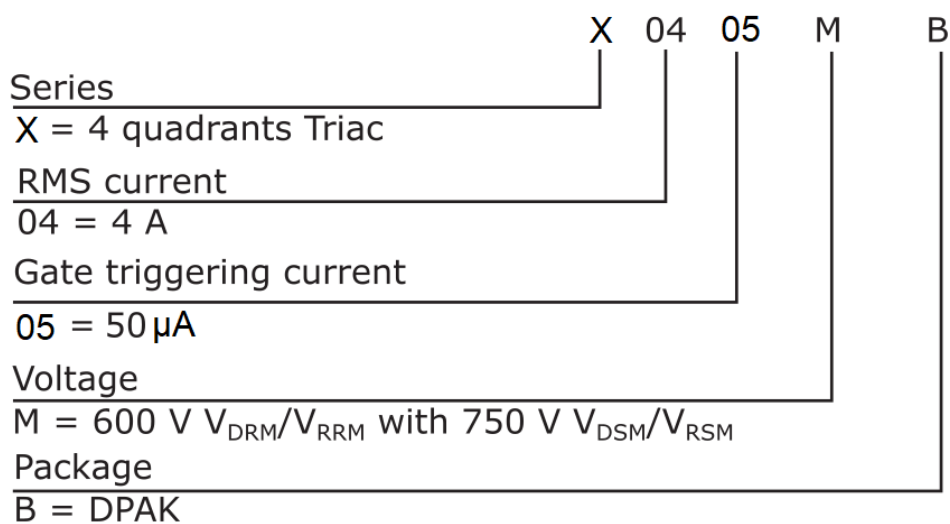 X 04 05 M B
Series
X = 4 quadrants Triac
RMS current
04 = 4 A
Gate triggering current
05 = 50 µA
Voltage
M = 600 V VDRM/VRRM with 750 V VDSM/VRSM
Package
B = DPAK